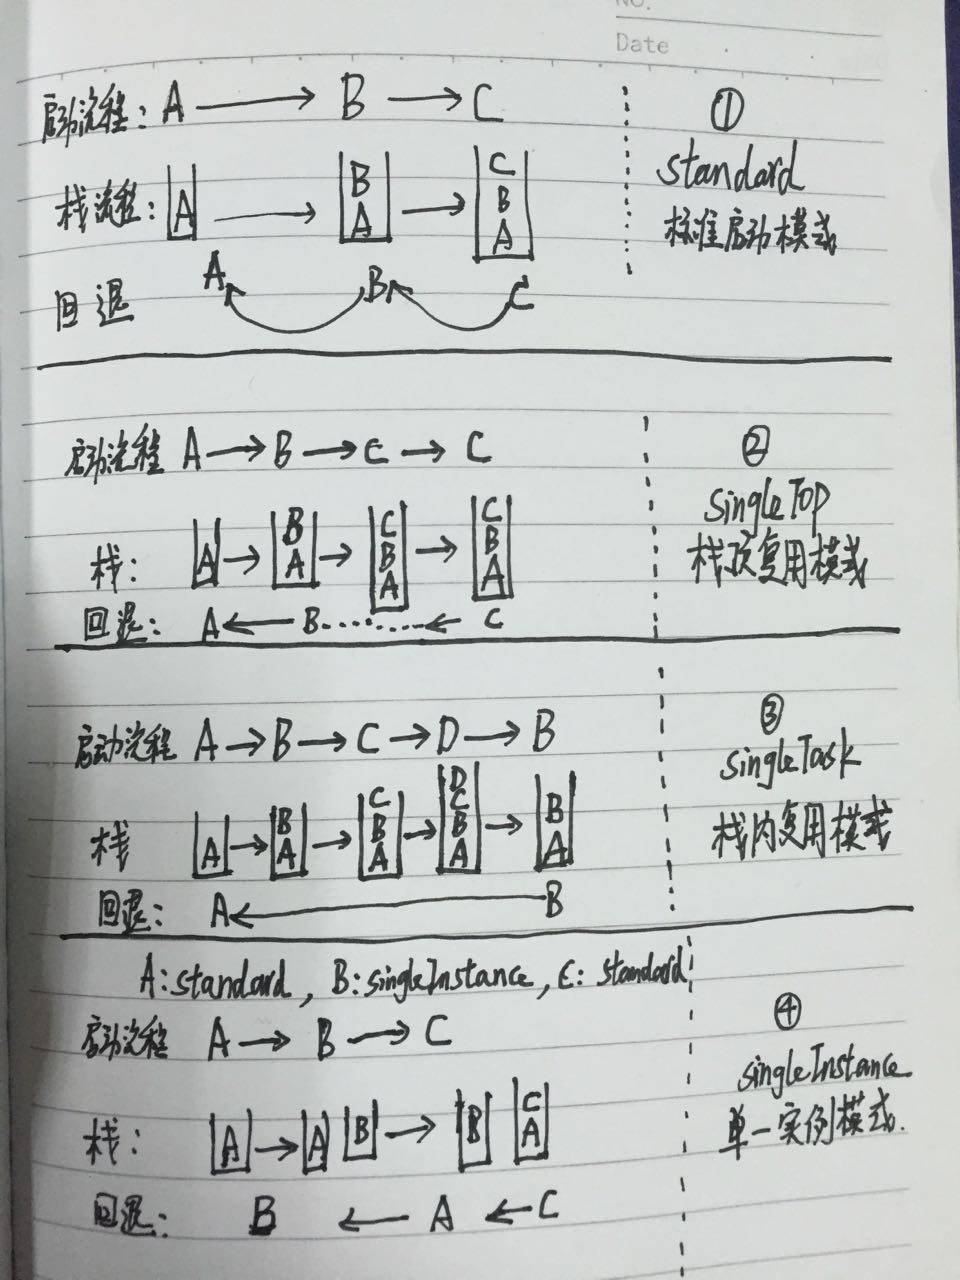 NO.
Date
启动流程: A → B → C
①
standard
标准启动模式
栈流程: A → B A → C B A
回退 A B C
启动流程 A → B → C → C
②
singleTop
栈顶复用模式
栈: A → B A → C B A → C B A
回退: A ← B ...... ← C
启动流程 A → B → C → D → B
③
singleTask
栈内复用模式
栈 A → B A → C B A → D C B A → B A
回退: A ← B
A: standard, B: singleInstance, C: standard
启动流程 A → B → C
④
singleInstance
单一实例模式.
栈: A → A B → B C A
回退: B ← A ← C